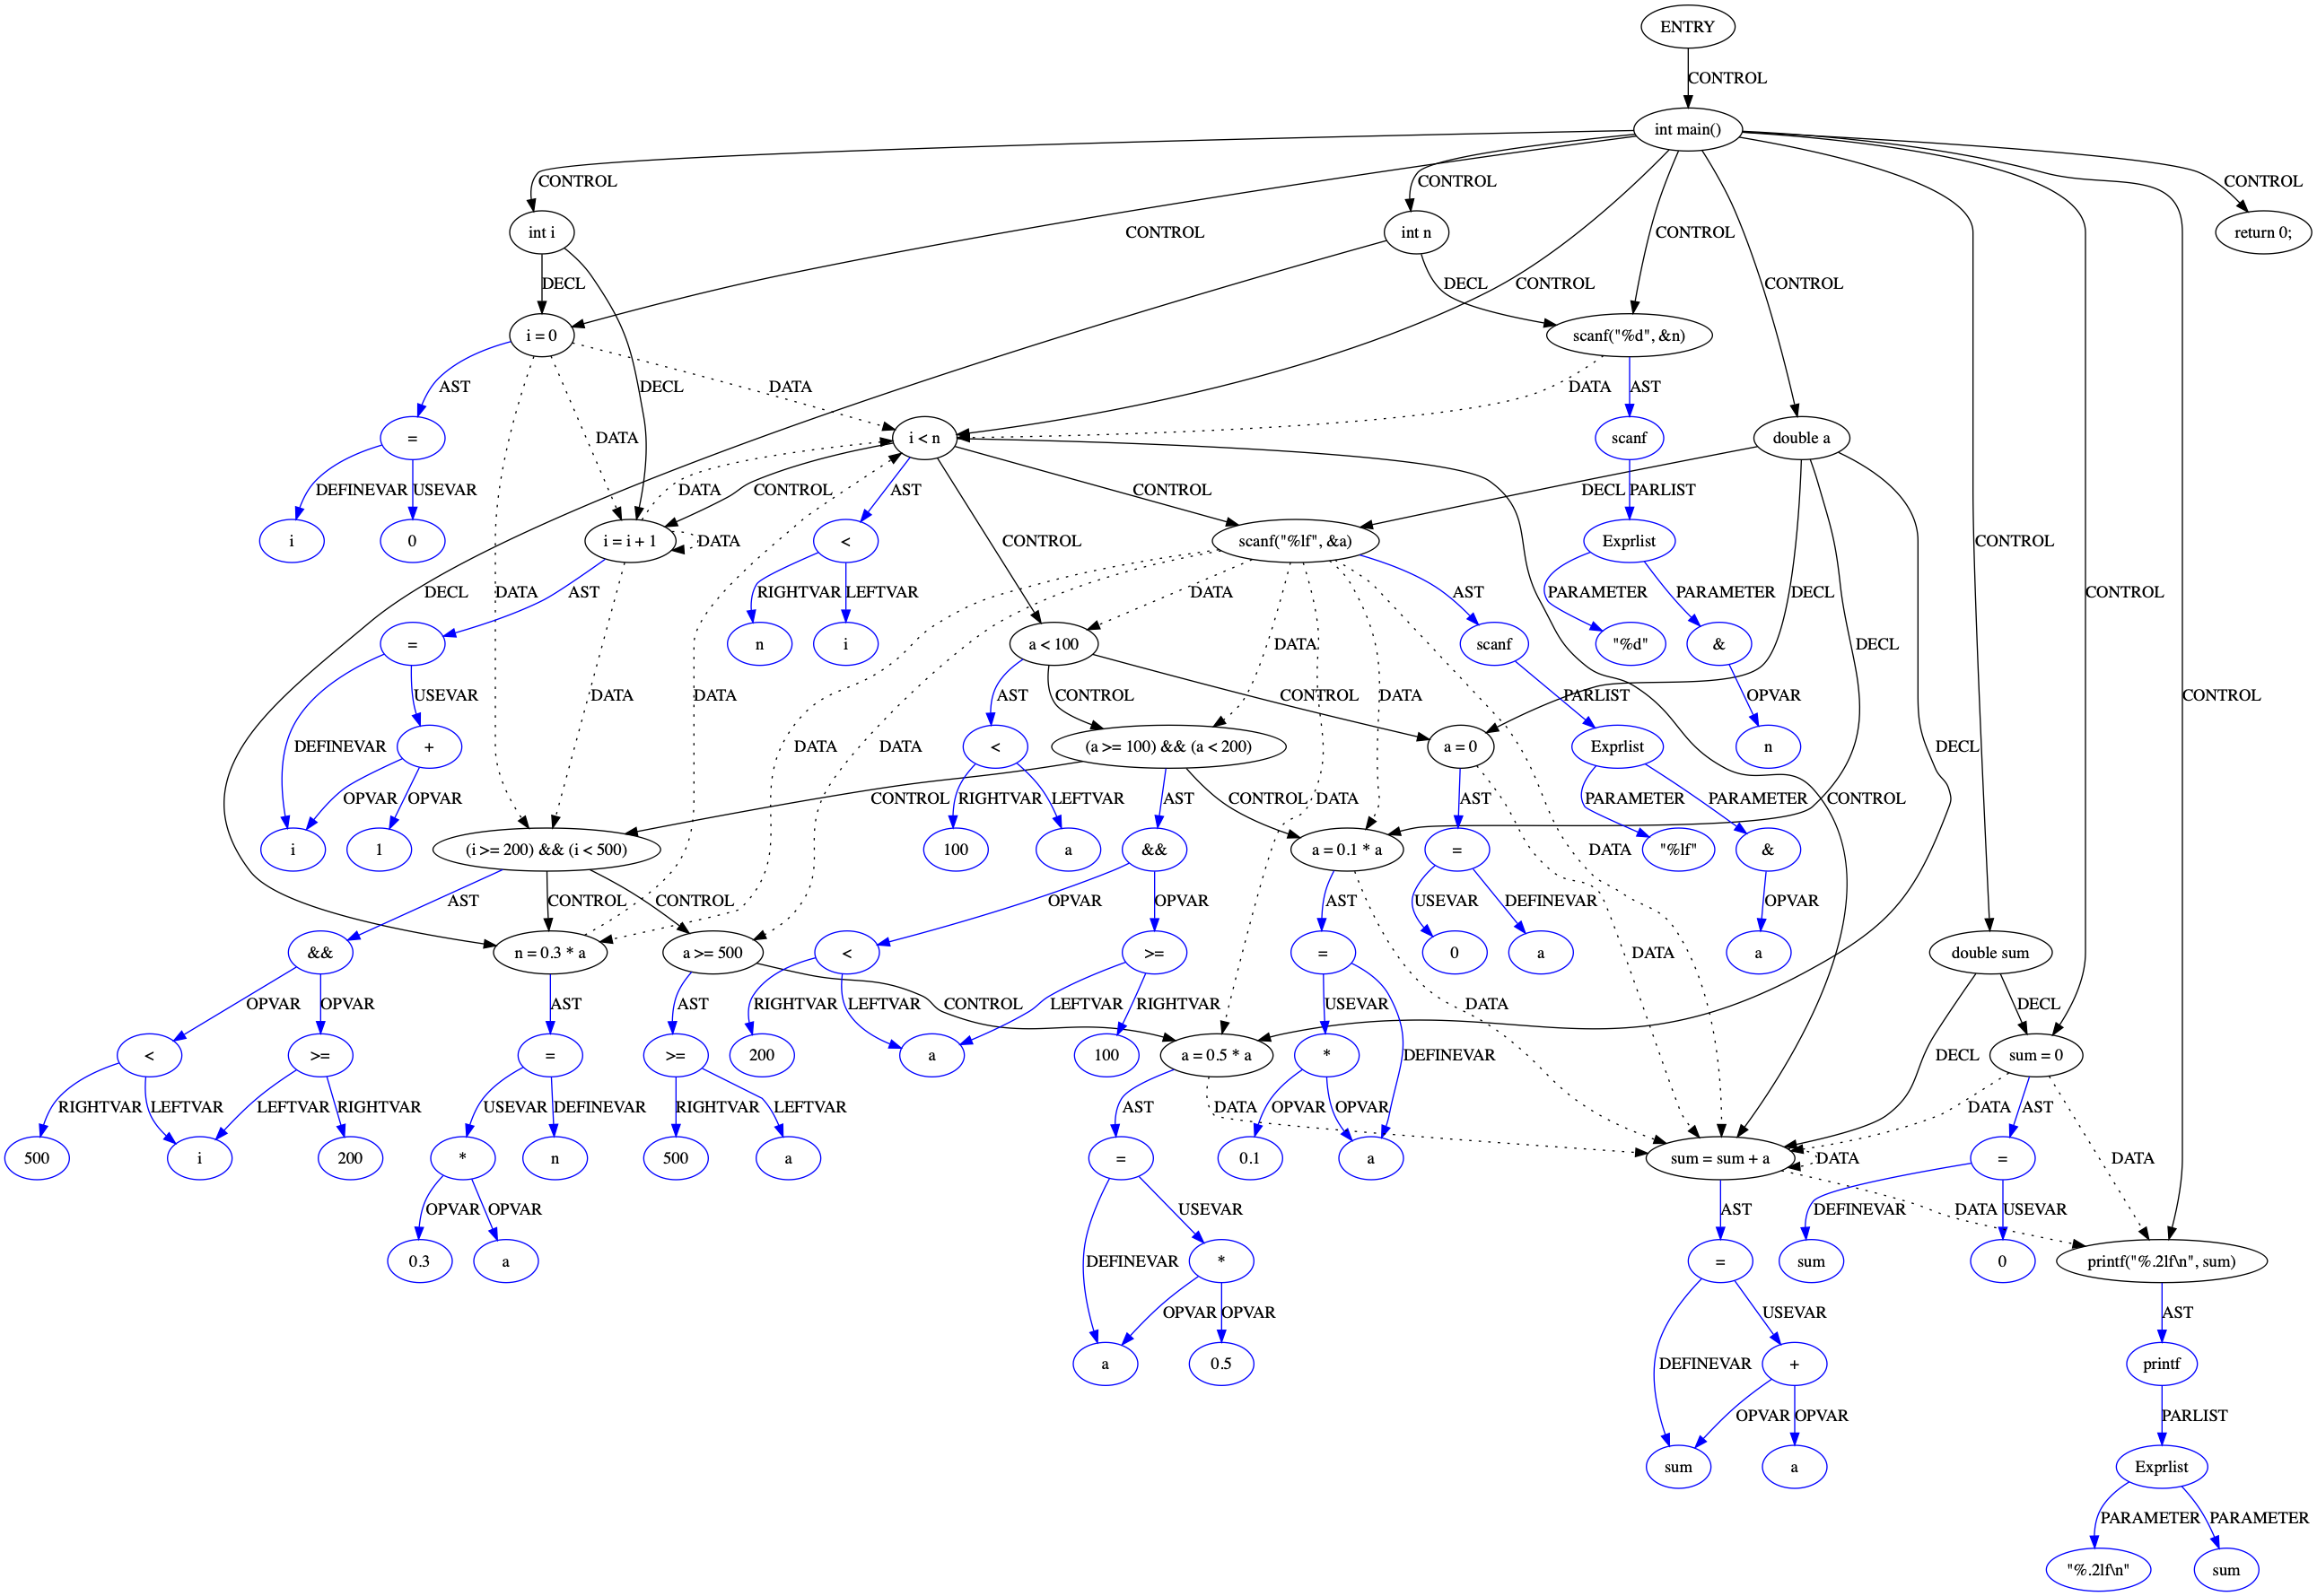 ENTRY
CONTROL
int main()
CONTROL
CONTROL
CONTROL
int i
CONTROL
int n
CONTROL
return 0;
DECL
DECL
CONTROL
CONTROL
i = 0
scanf("%d", &n)
AST
DECL
DATA
DATA
AST
=
DATA
i < n
scanf
double a
DEFINEVAR
USEVAR
DATA
CONTROL
AST
CONTROL
DECL
PARLIST
i
0
i = i + 1
DATA
<
scanf("%lf", &a)
Exprlist
CONTROL
DECL
DATA
AST
RIGHTVAR
LEFTVAR
CONTROL
DATA
AST
PARAMETER
PARAMETER
DECL
CONTROL
=
n
i
a < 100
DATA
scanf
"%d"
&
DECL
USEVAR
DATA
DATA
AST
CONTROL
CONTROL
DATA
PARLIST
OPVAR
CONTROL
DEFINEVAR
+
DATA
DATA
<
(a >= 100) && (a < 200)
a = 0
Exprlist
n
DECL
OPVAR
OPVAR
CONTROL
RIGHTVAR
LEFTVAR
AST
CONTROL
DATA
AST
PARAMETER
PARAMETER
CONTROL
i
1
(i >= 200) && (i < 500)
100
a
&&
a = 0.1 * a
=
DATA
"%lf"
&
AST
CONTROL
CONTROL
OPVAR
OPVAR
AST
USEVAR
DEFINEVAR
OPVAR
&&
n = 0.3 * a
a >= 500
<
>=
=
0
a
DATA
a
double sum
OPVAR
OPVAR
AST
AST
RIGHTVAR
LEFTVAR
CONTROL
LEFTVAR
RIGHTVAR
USEVAR
DATA
DECL
<
>=
=
>=
200
a
100
a = 0.5 * a
*
DEFINEVAR
DECL
sum = 0
RIGHTVAR
LEFTVAR
LEFTVAR
RIGHTVAR
USEVAR
DEFINEVAR
RIGHTVAR
LEFTVAR
AST
DATA
OPVAR
OPVAR
DATA
AST
500
i
200
*
n
500
a
=
0.1
a
sum = sum + a
DATA
=
DATA
OPVAR
OPVAR
USEVAR
AST
DATA
DEFINEVAR
USEVAR
0.3
a
DEFINEVAR
*
=
sum
0
printf("%.2lf\n", sum)
OPVAR
OPVAR
USEVAR
AST
a
0.5
DEFINEVAR
+
printf
OPVAR
OPVAR
PARLIST
sum
a
Exprlist
PARAMETER
PARAMETER
"%.2lf\n"
sum